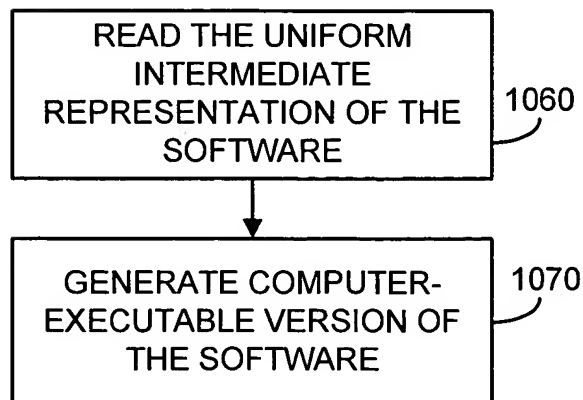 READ THE UNIFORM
INTERMEDIATE
REPRESENTATION OF THE
SOFTWARE
1060
GENERATE COMPUTER-
EXECUTABLE VERSION OF
THE SOFTWARE
1070